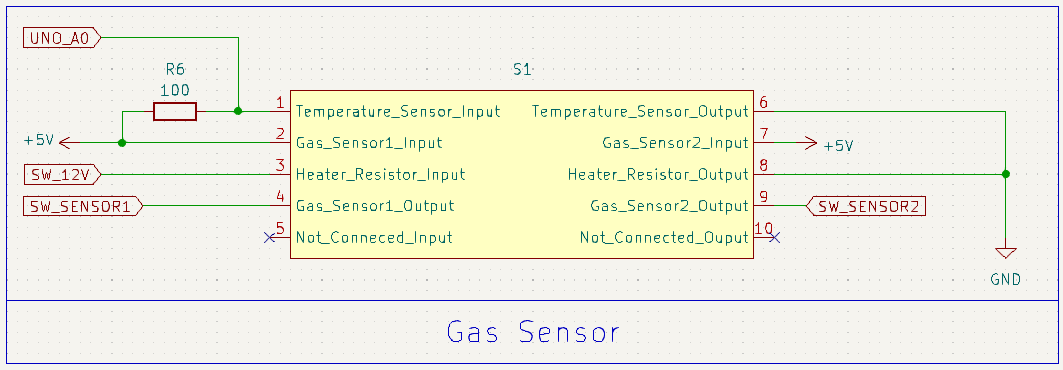 UNO_A0
R6
100
S1
+5V
SW_12V
SW_SENSOR1
1 Temperature_Sensor_Input
2 Gas_Sensor1_Input
3 Heater_Resistor_Input
4 Gas_Sensor1_Output
5 Not_Conneced_Input
Temperature_Sensor_Output 6
Gas_Sensor2_Input 7
Heater_Resistor_Output 8
Gas_Sensor2_Output 9
Not_Connected_Ouput 10
+5V
SW_SENSOR2
GND
Gas Sensor